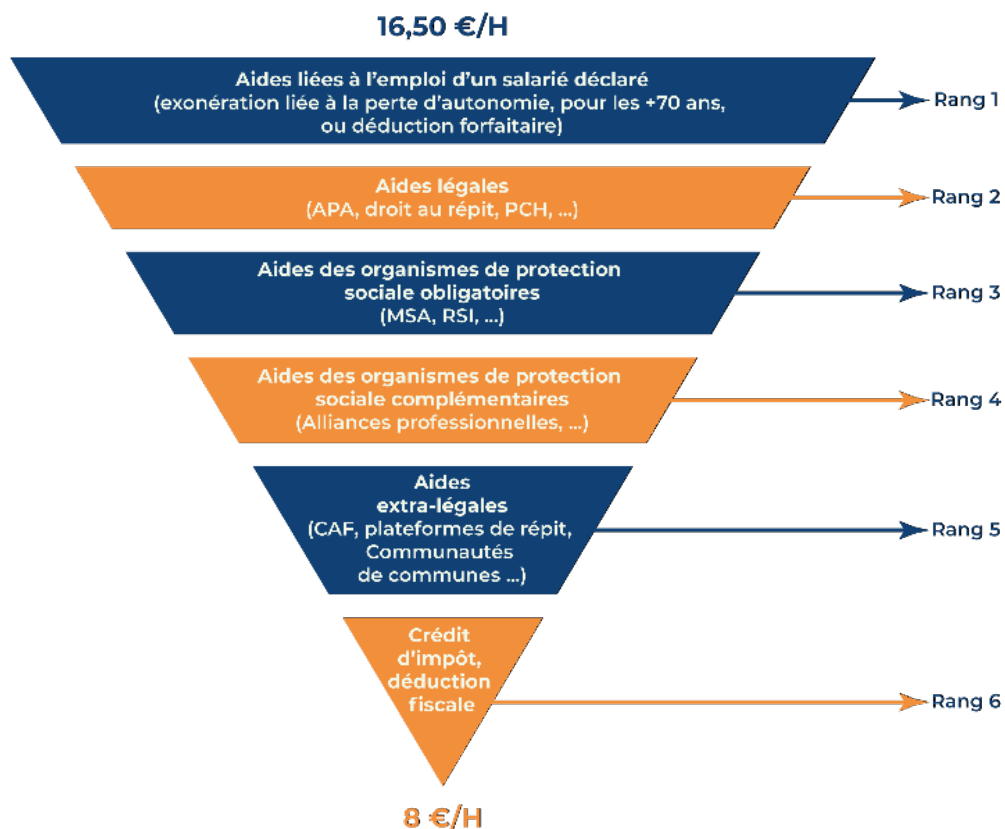 16,50 €/H
Aides liées à l'emploi d'un salarié déclaré
(exonération liée à la perte d'autonomie, pour les +70 ans,
ou déduction forfaitaire)
Rang 1
Aides légales
(APA, droit au répit, PCH, ...)
Rang 2
Aides des organismes de protection
sociale obligatoires
(MSA, RSI, ...)
Rang 3
Aides des organismes de protection
sociale complémentaires
(Alliances professionnelles, ...)
Rang 4
Aides
extra-légales
(CAF, plateformes de répit,
Communautés
de communes ...)
Rang 5
Crédit
d'impôt,
déduction
fiscale
Rang 6
8 €/H